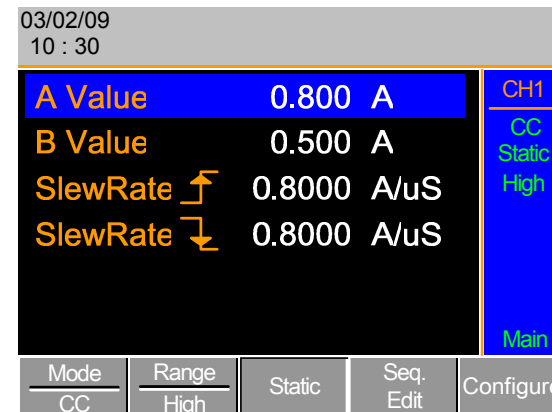 03/02/09
10 : 30
A Value 0.800 A
B Value 0.500 A
SlewRate 0.8000 A/uS
SlewRate 0.8000 A/uS
CH1
CC
Static
High
Main
Mode
CC
Range
High
Static
Seq.
Edit
Configure